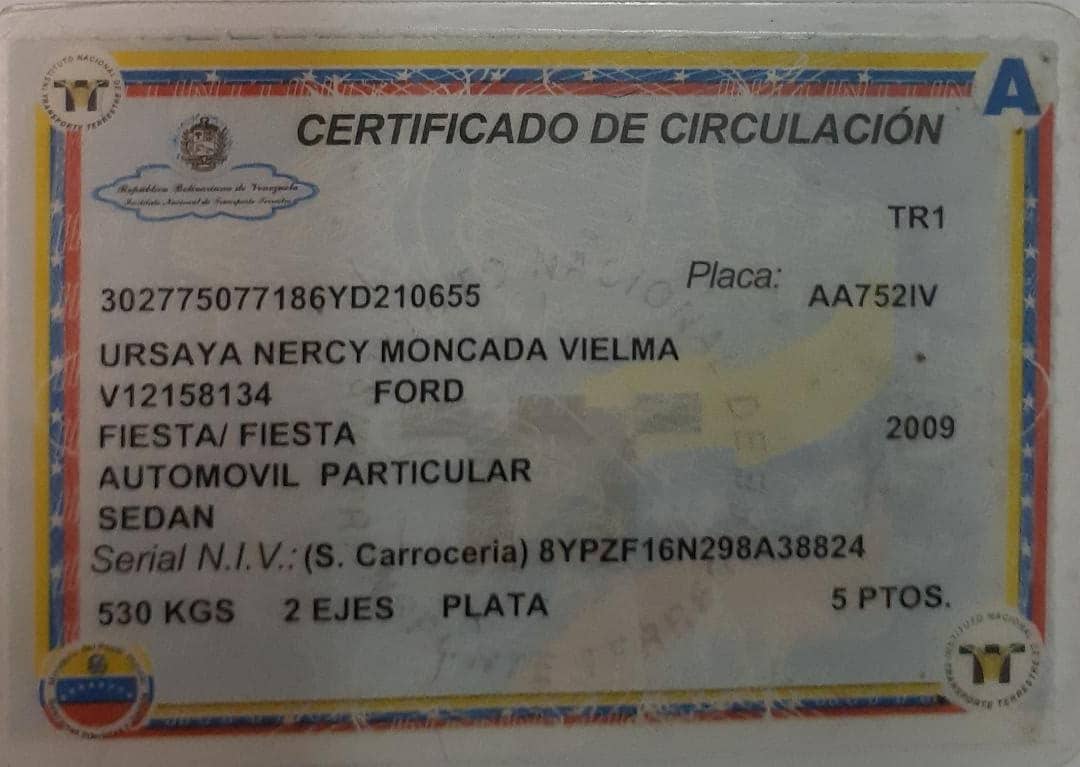 INSTITUTO NACIONAL DE TRANSPORTE TERRESTRE
A
CERTIFICADO DE CIRCULACIÓN
República Bolivariana de Venezuela
Instituto Nacional de Transporte Terrestre
TR1
Placa:
302775077186YD210655 AA752IV
URSAYA NERCY MONCADA VIELMA
V12158134 FORD
FIESTA/ FIESTA 2009
AUTOMOVIL PARTICULAR
SEDAN
Serial N.I.V.: (S. Carroceria) 8YPZF16N298A38824
530 KGS 2 EJES PLATA 5 PTOS.
INSTITUTO NACIONAL DE TRANSPORTE TERRESTRE